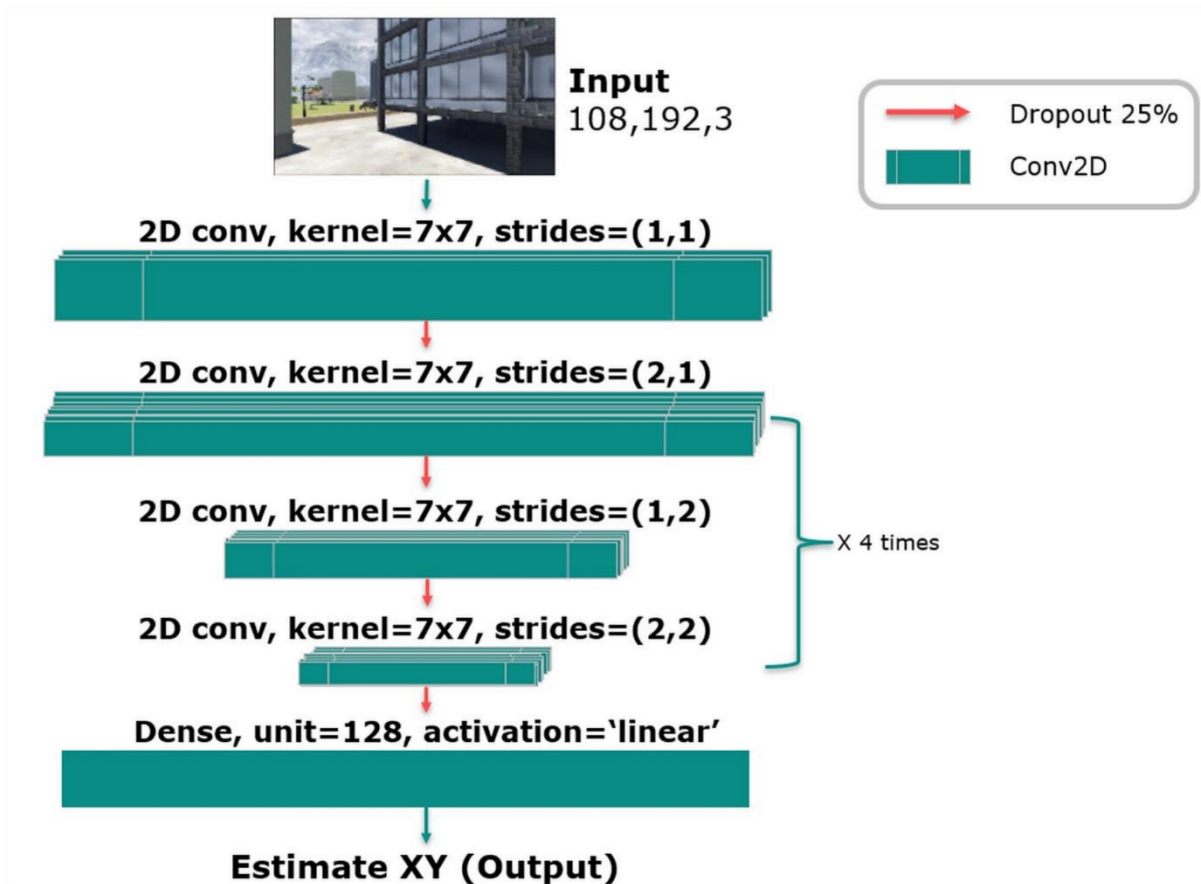 Input
108,192,3
Dropout 25%
Conv2D
2D conv, kernel=7x7, strides=(1,1)
2D conv, kernel=7x7, strides=(2,1)
2D conv, kernel=7x7, strides=(1,2)
X 4 times
2D conv, kernel=7x7, strides=(2,2)
Dense, unit=128, activation=‘linear’
Estimate XY (Output)